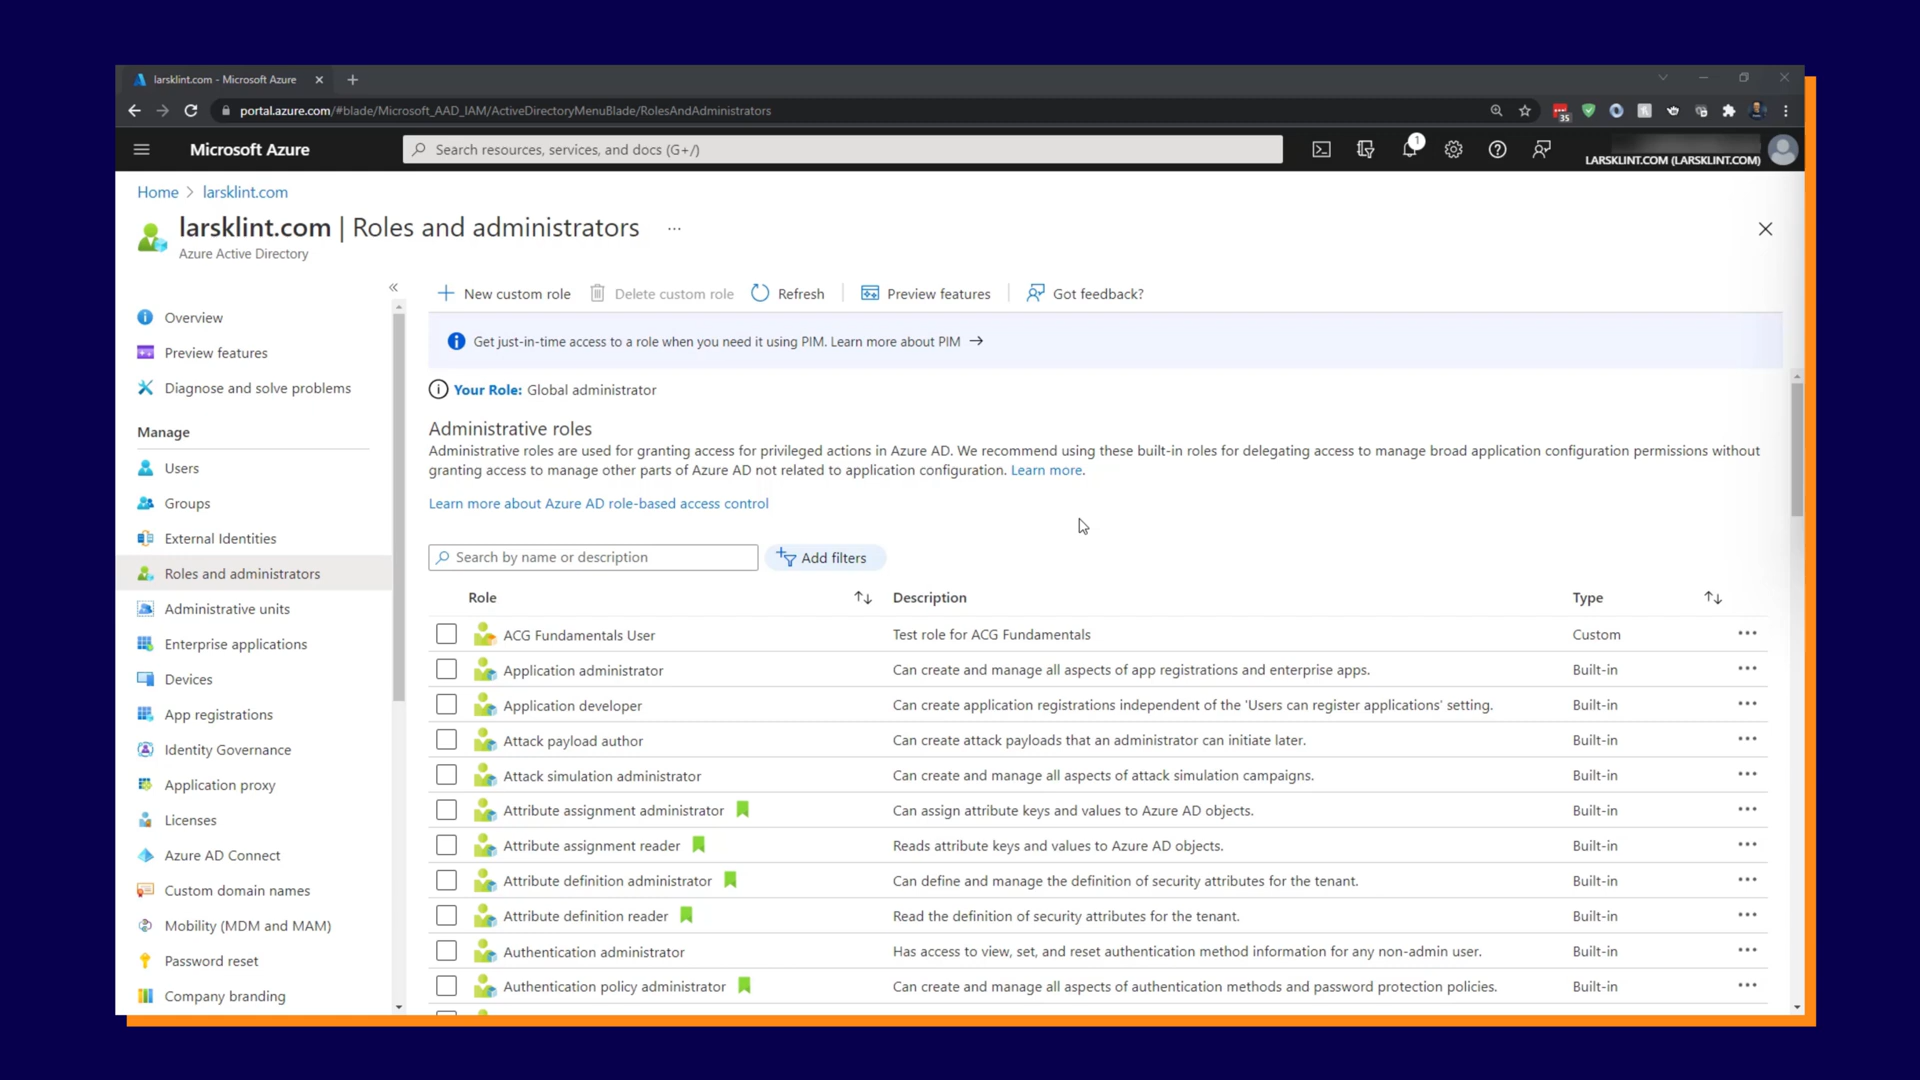 larsklint.com - Microsoft Azure
portal.azure.com/#blade/Microsoft_AAD_IAM/ActiveDirectoryMenuBlade/RolesAndAdministrators
35
Microsoft Azure
Search resources, services, and docs (G+/)
1
LARSKLINT.COM (LARSKLINT.COM)
Home > larsklint.com
larsklint.com | Roles and administrators ...
Azure Active Directory
«
Overview
Preview features
Diagnose and solve problems
Manage
Users
Groups
External Identities
Roles and administrators
Administrative units
Enterprise applications
Devices
App registrations
Identity Governance
Application proxy
Licenses
Azure AD Connect
Custom domain names
Mobility (MDM and MAM)
Password reset
Company branding
New custom role Delete custom role Refresh Preview features Got feedback?
Get just-in-time access to a role when you need it using PIM. Learn more about PIM →
Your Role: Global administrator
Administrative roles
Administrative roles are used for granting access for privileged actions in Azure AD. We recommend using these built-in roles for delegating access to manage broad application configuration permissions without
granting access to manage other parts of Azure AD not related to application configuration. Learn more.
Learn more about Azure AD role-based access control
Search by name or description Add filters
Role Description Type
ACG Fundamentals User Test role for ACG Fundamentals Custom ...
Application administrator Can create and manage all aspects of app registrations and enterprise apps. Built-in ...
Application developer Can create application registrations independent of the 'Users can register applications' setting. Built-in ...
Attack payload author Can create attack payloads that an administrator can initiate later. Built-in ...
Attack simulation administrator Can create and manage all aspects of attack simulation campaigns. Built-in ...
Attribute assignment administrator Can assign attribute keys and values to Azure AD objects. Built-in ...
Attribute assignment reader Reads attribute keys and values to Azure AD objects. Built-in ...
Attribute definition administrator Can define and manage the definition of security attributes for the tenant. Built-in ...
Attribute definition reader Read the definition of security attributes for the tenant. Built-in ...
Authentication administrator Has access to view, set, and reset authentication method information for any non-admin user. Built-in ...
Authentication policy administrator Can create and manage all aspects of authentication methods and password protection policies. Built-in ...